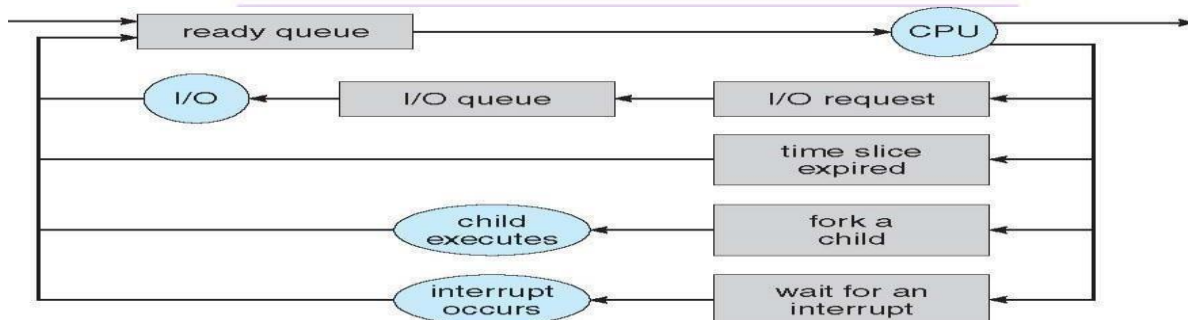 ready queue
CPU
I/O
I/O queue
I/O request
time slice
expired
child
executes
fork a
child
interrupt
occurs
wait for an
interrupt